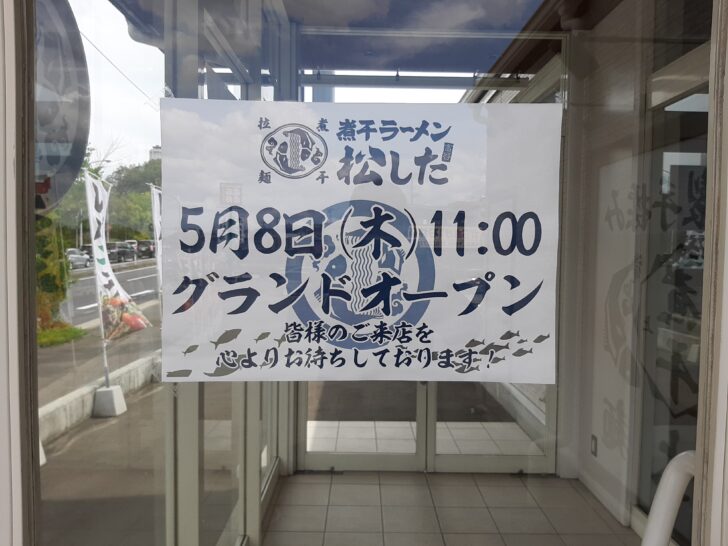 煮干
拉麺
煮干ラーメン
松した
5月8日(木)11:00
グランドオープン
皆様のご来店を
心よりお待ちしております!